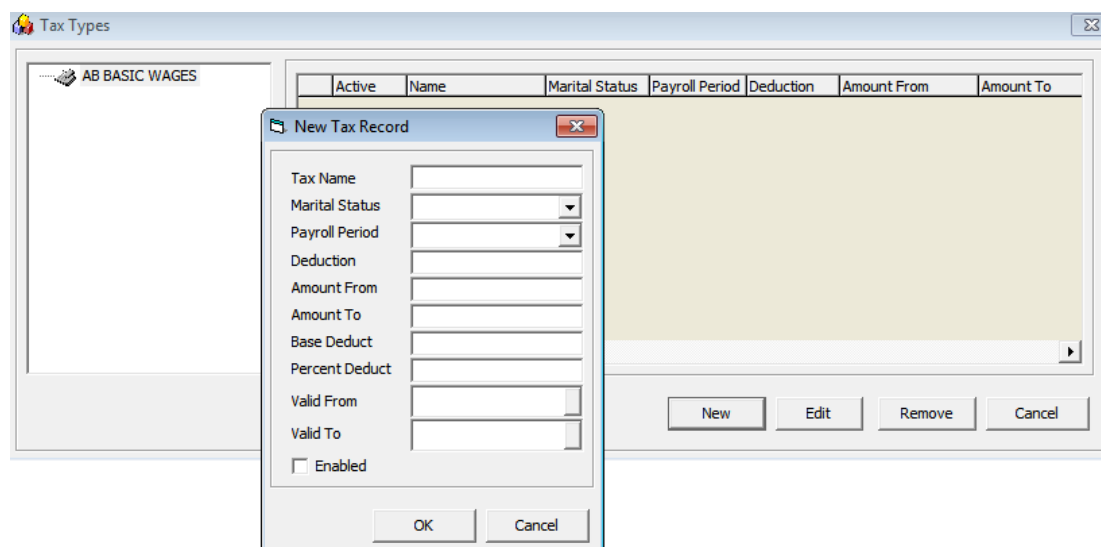 Tax Types
AB BASIC WAGES
Active Name Marital Status Payroll Period Deduction Amount From Amount To
New Tax Record
Tax Name
Marital Status
Payroll Period
Deduction
Amount From
Amount To
Base Deduct
Percent Deduct
Valid From
Valid To
Enabled
OK Cancel
New Edit Remove Cancel